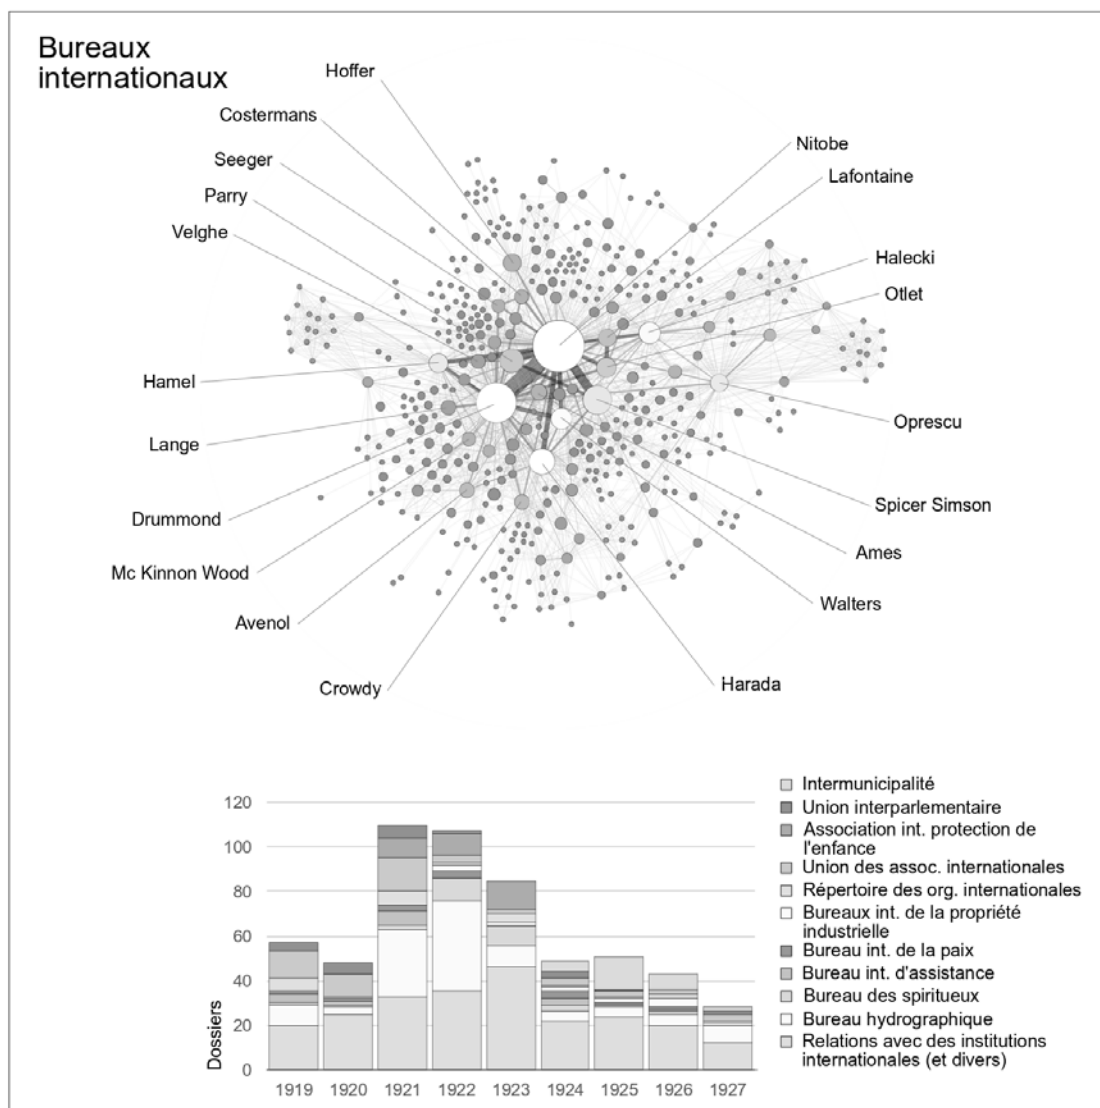 Bureaux
internationaux
Hoffer
Costermans
Seeger
Parry
Velghe
Nitobe
Lafontaine
Halecki
Otlet
Hamel
Lange
Drummond
Mc Kinnon Wood
Avenol
Crowdy
Oprescu
Spicer Simson
Ames
Walters
Harada
Dossiers
120
100
80
60
40
20
0
1919 1920 1921 1922 1923 1924 1925 1926 1927
Intermunicipalité
Union interparlementaire
Association int. protection de
l'enfance
Union des assoc. internationales
Répertoire des org. internationales
Bureaux int. de la propriété
industrielle
Bureau int. de la paix
Bureau int. d'assistance
Bureau des spiritueux
Bureau hydrographique
Relations avec des institutions
internationales (et divers)